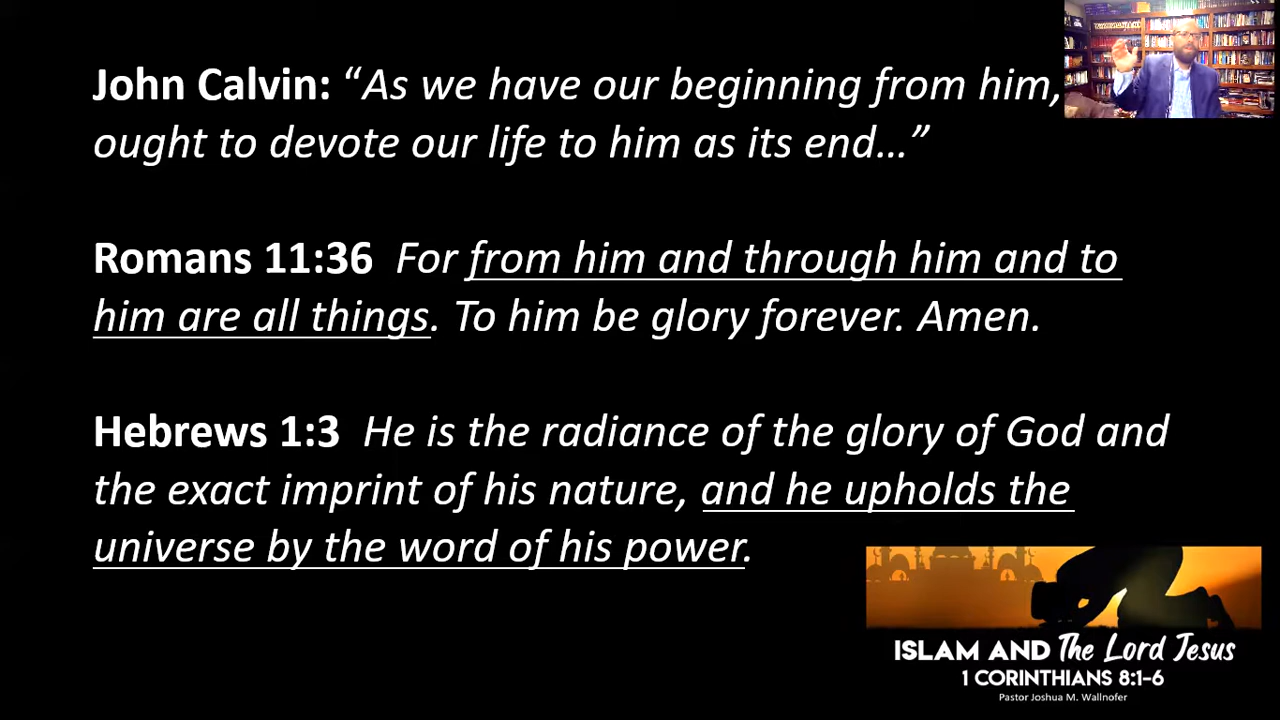 John Calvin: “As we have our beginning from him,
ought to devote our life to him as its end…”
Romans 11:36 For from him and through him and to
him are all things. To him be glory forever. Amen.
Hebrews 1:3 He is the radiance of the glory of God and
the exact imprint of his nature, and he upholds the
universe by the word of his power.
ISLAM AND The Lord Jesus
1 CORINTHIANS 8:1-6
Pastor Joshua M. Wallnofer